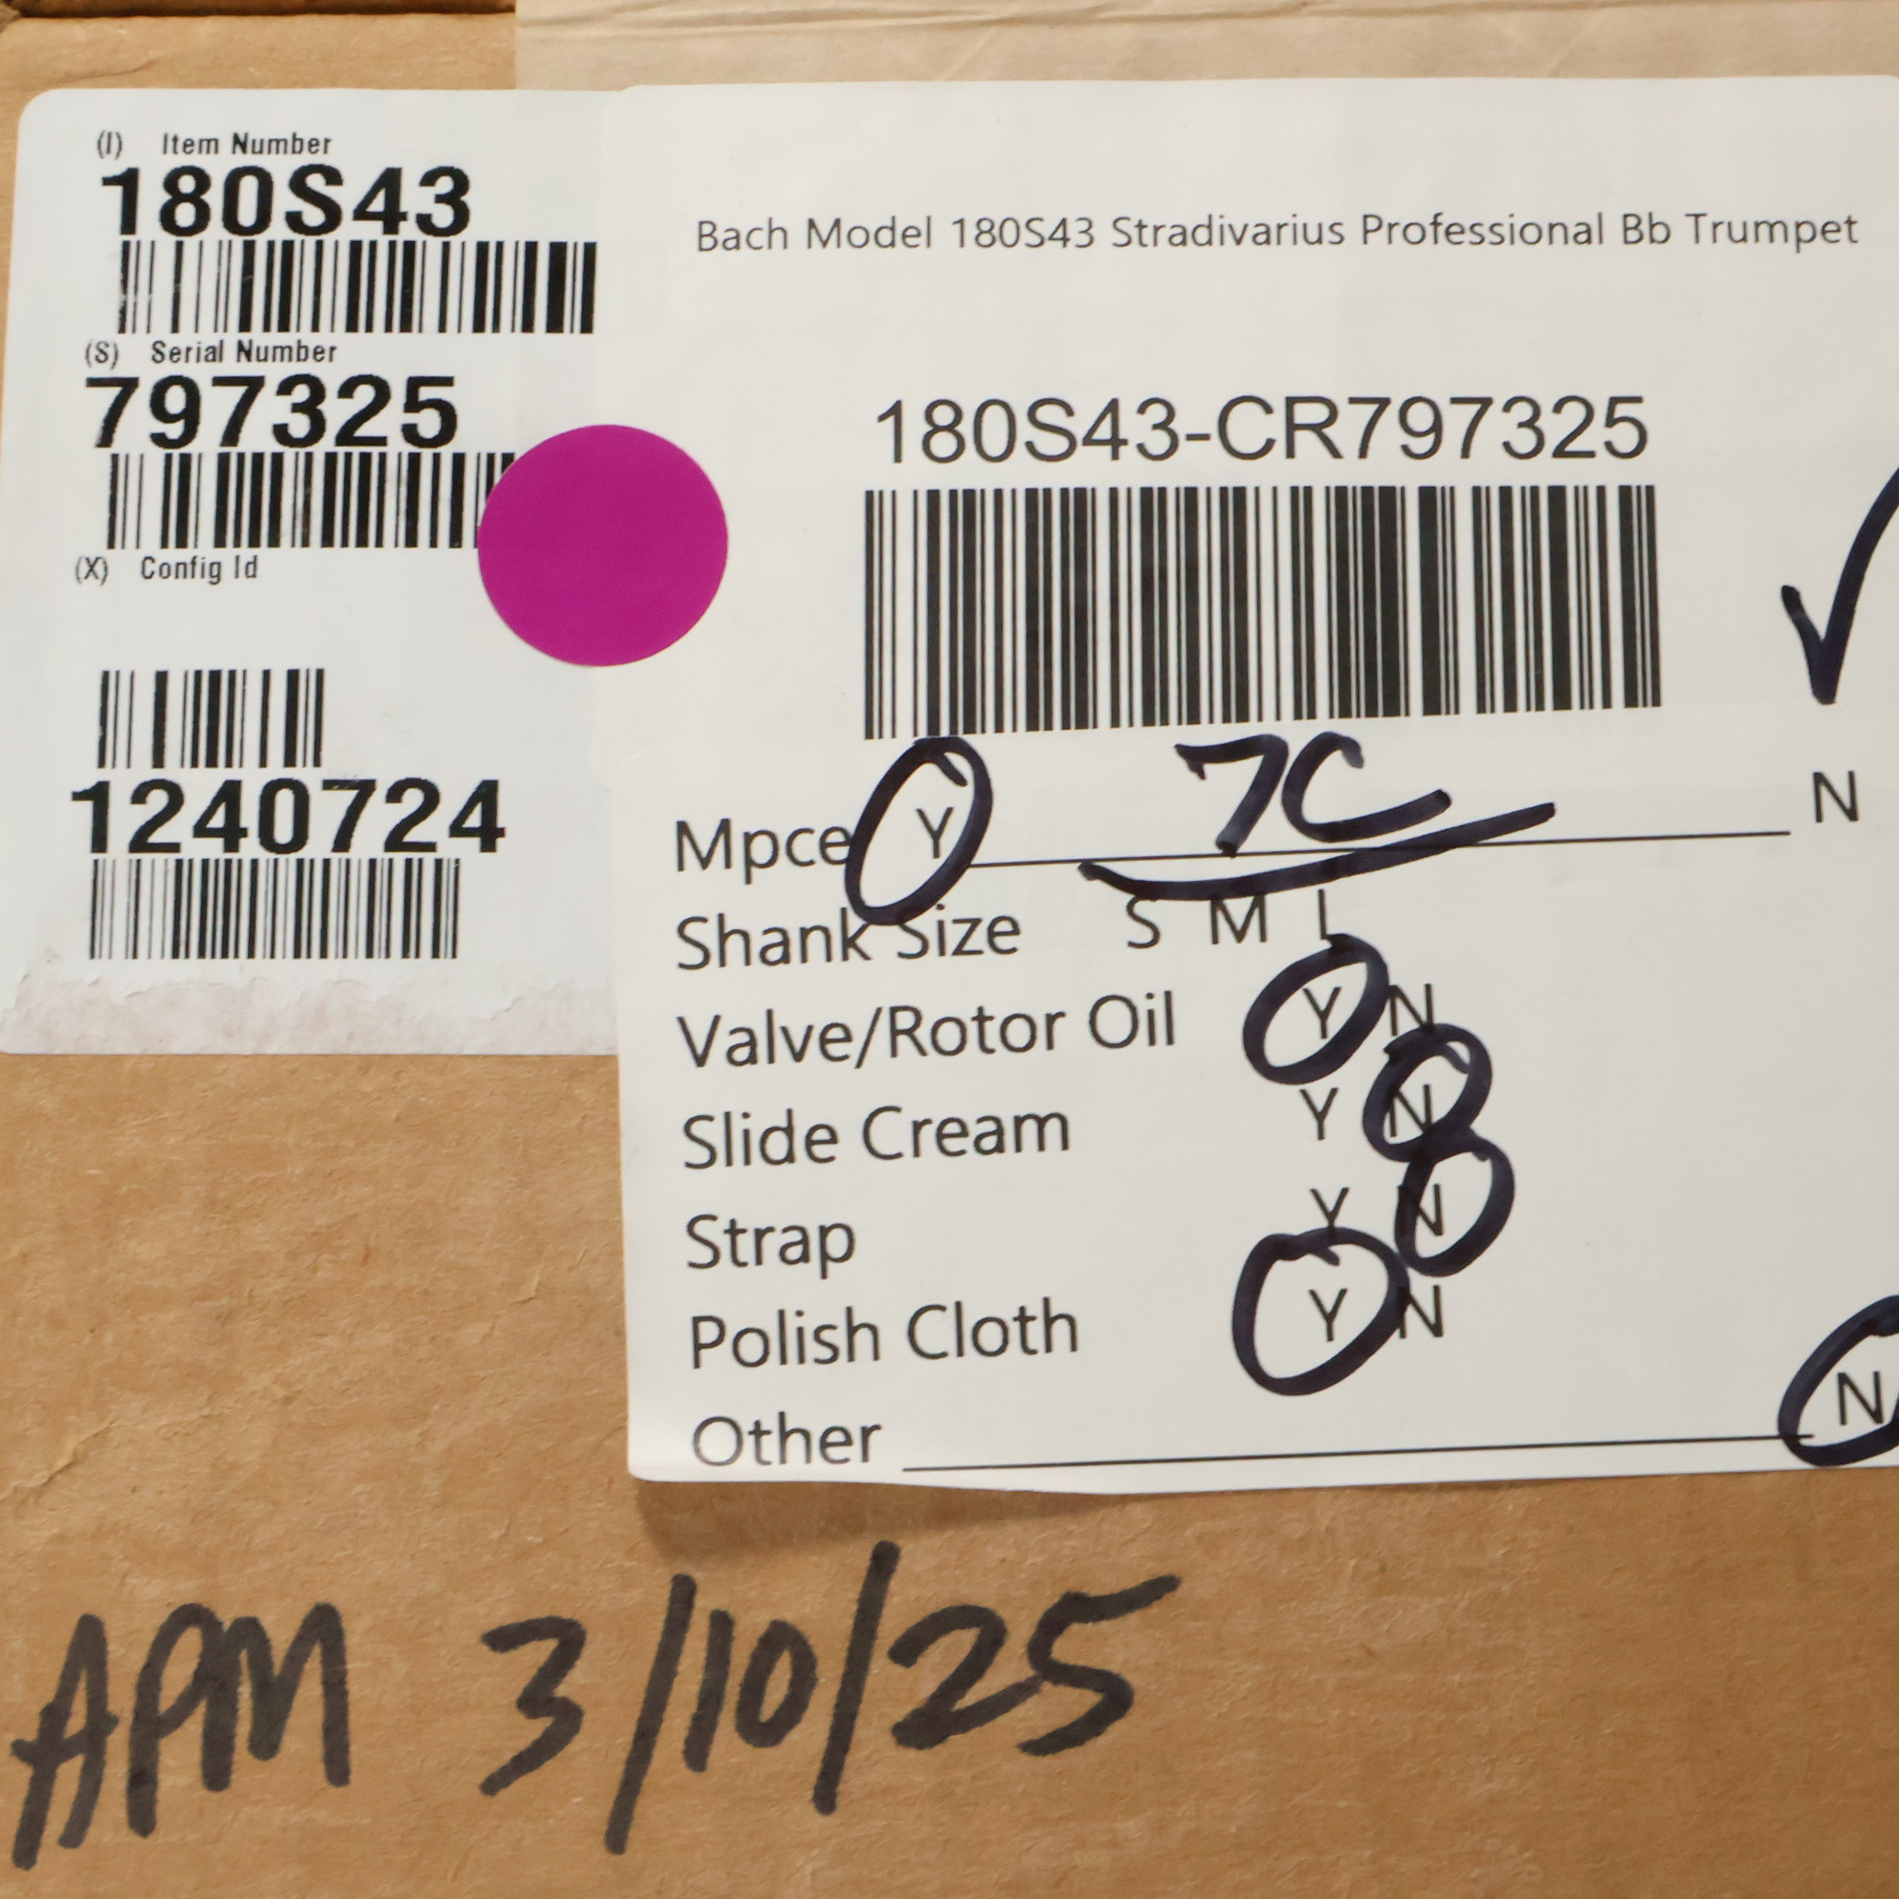 (I) Item Number
180S43
(S) Serial Number
797325
(X) Config Id
1240724
Bach Model 180S43 Stradivarius Professional Bb Trumpet
180S43-CR797325
Mpce Y 7C N
Shank Size S M L
Valve/Rotor Oil Y N
Slide Cream Y N
Strap Y N
Polish Cloth Y N
Other N
APM 3/10/25